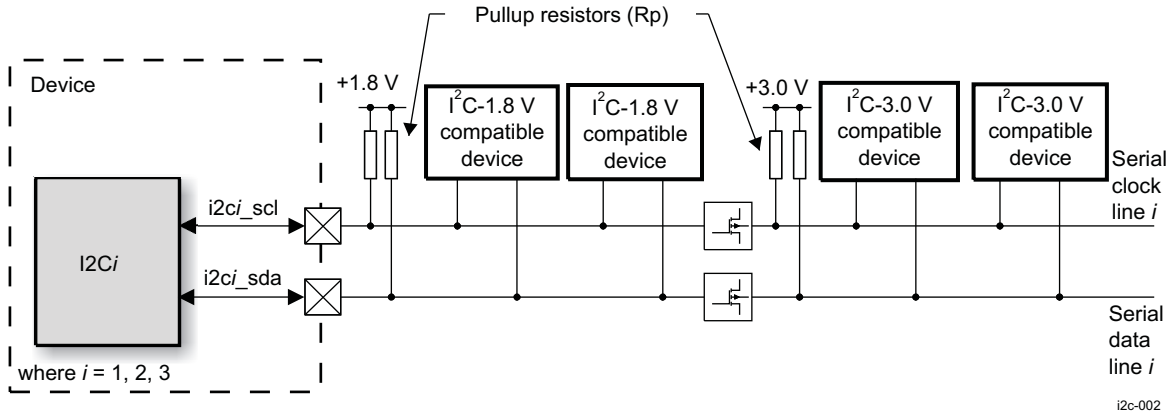 Pullup resistors (Rp)
Device
+1.8 V
I²C-1.8 V
compatible
device
I²C-1.8 V
compatible
device
+3.0 V
I²C-3.0 V
compatible
device
I²C-3.0 V
compatible
device
Serial
clock
line i
i2ci_scl
I2Ci
i2ci_sda
Serial
data
line i
where i = 1, 2, 3
i2c-002